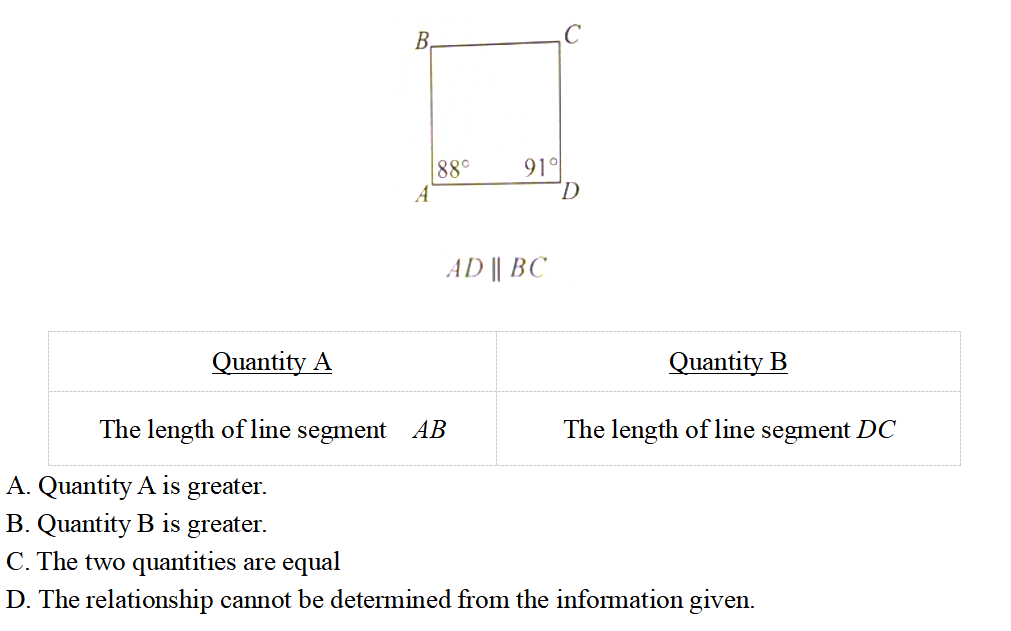 B C
88° 91°
A D
AD || BC
Quantity A Quantity B
The length of line segment AB The length of line segment DC
A. Quantity A is greater.
B. Quantity B is greater.
C. The two quantities are equal
D. The relationship cannot be determined from the information given.